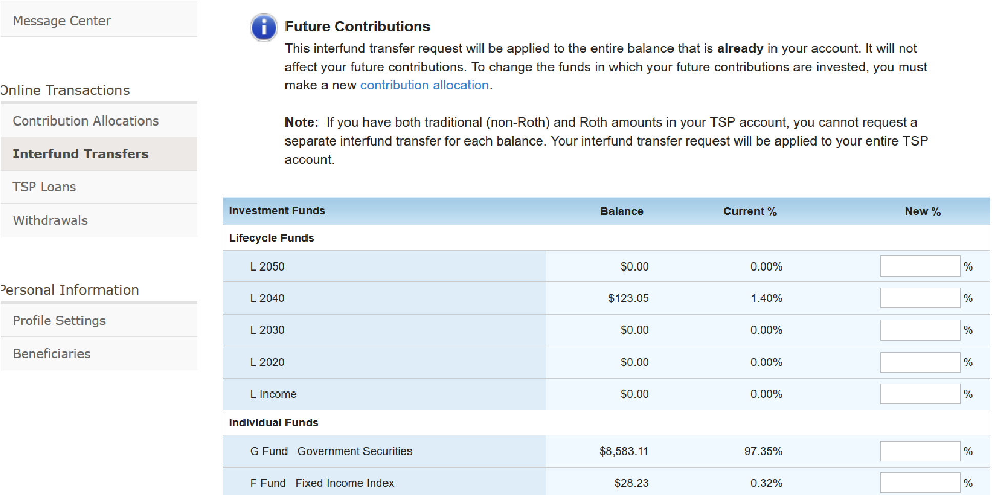 Message Center
Online Transactions
Contribution Allocations
Interfund Transfers
TSP Loans
Withdrawals
Personal Information
Profile Settings
Beneficiaries
Future Contributions
This interfund transfer request will be applied to the entire balance that is already in your account. It will not
affect your future contributions. To change the funds in which your future contributions are invested, you must
make a new contribution allocation.
Note: If you have both traditional (non-Roth) and Roth amounts in your TSP account, you cannot request a
separate interfund transfer for each balance. Your interfund transfer request will be applied to your entire TSP
account.
Investment Funds Balance Current % New %
Lifecycle Funds
L 2050 $0.00 0.00% %
L 2040 $123.05 1.40% %
L 2030 $0.00 0.00% %
L 2020 $0.00 0.00% %
L Income $0.00 0.00% %
Individual Funds
G Fund Government Securities $8,583.11 97.35% %
F Fund Fixed Income Index $28.23 0.32% %